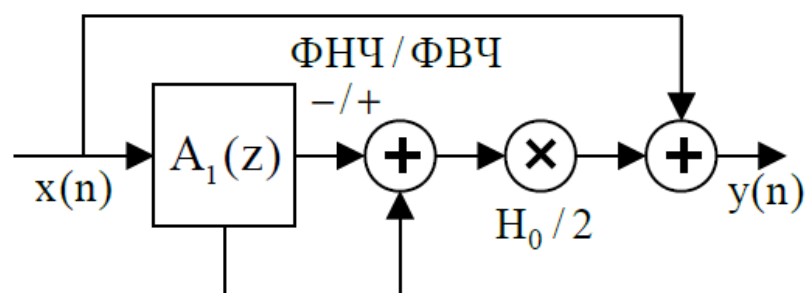 ФНЧ / ФВЧ
−/+
A₁(z)
x(n)
H₀ / 2
y(n)